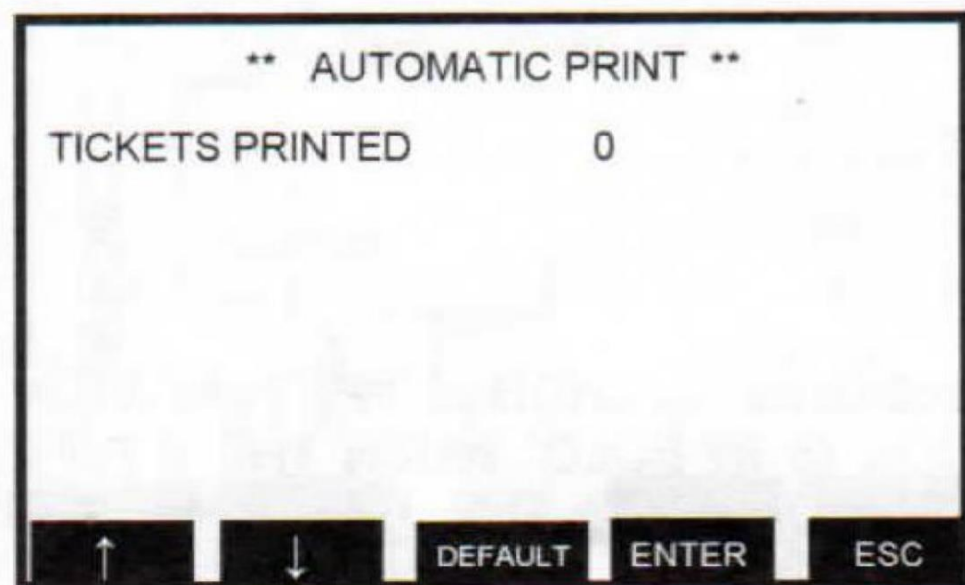 ** AUTOMATIC PRINT **
TICKETS PRINTED 0
↑ ↓ DEFAULT ENTER ESC